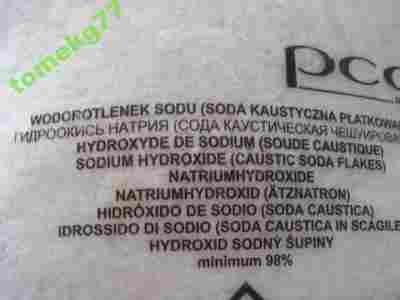 tomekg77
pcc
WODOROTLENEK SODU (SODA KAUSTYCZNA PŁATKOWA
ГИДРООКИСЬ НАТРИЯ (СОДА КАУСТИЧЕСКАЯ ЧЕШУИРОВА
HYDROXYDE DE SODIUM (SOUDE CAUSTIQUE)
SODIUM HYDROXIDE (CAUSTIC SODA FLAKES)
NATRIUMHYDROXIDE
NATRIUMHYDROXID (ÄTZNATRON)
HIDRÓXIDO DE SODIO (SODA CAUSTICA)
IDROSSIDO DI SODIO (SODA CAUSTICA IN SCAGLIE
HYDROXID SODNÝ ŠUPINY
minimum 98%